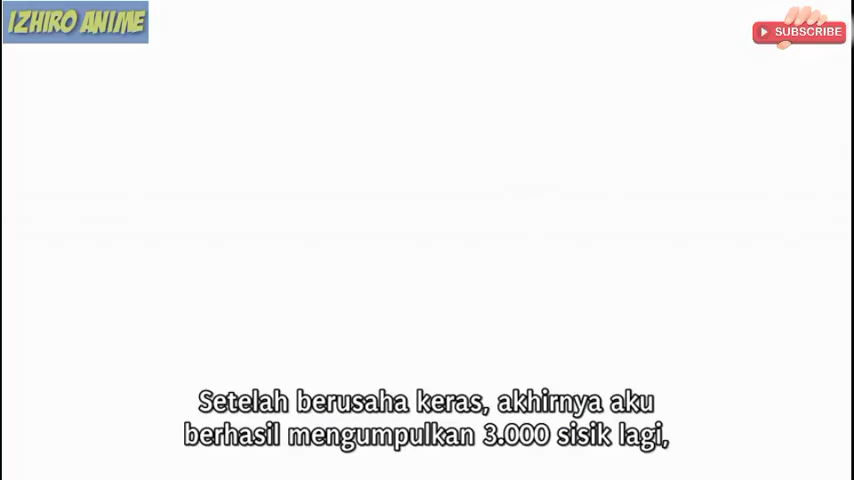 IZHIRO ANIME
SUBSCRIBE
Setelah berusaha keras, akhirnya aku
berhasil mengumpulkan 3.000 sisik lagi,